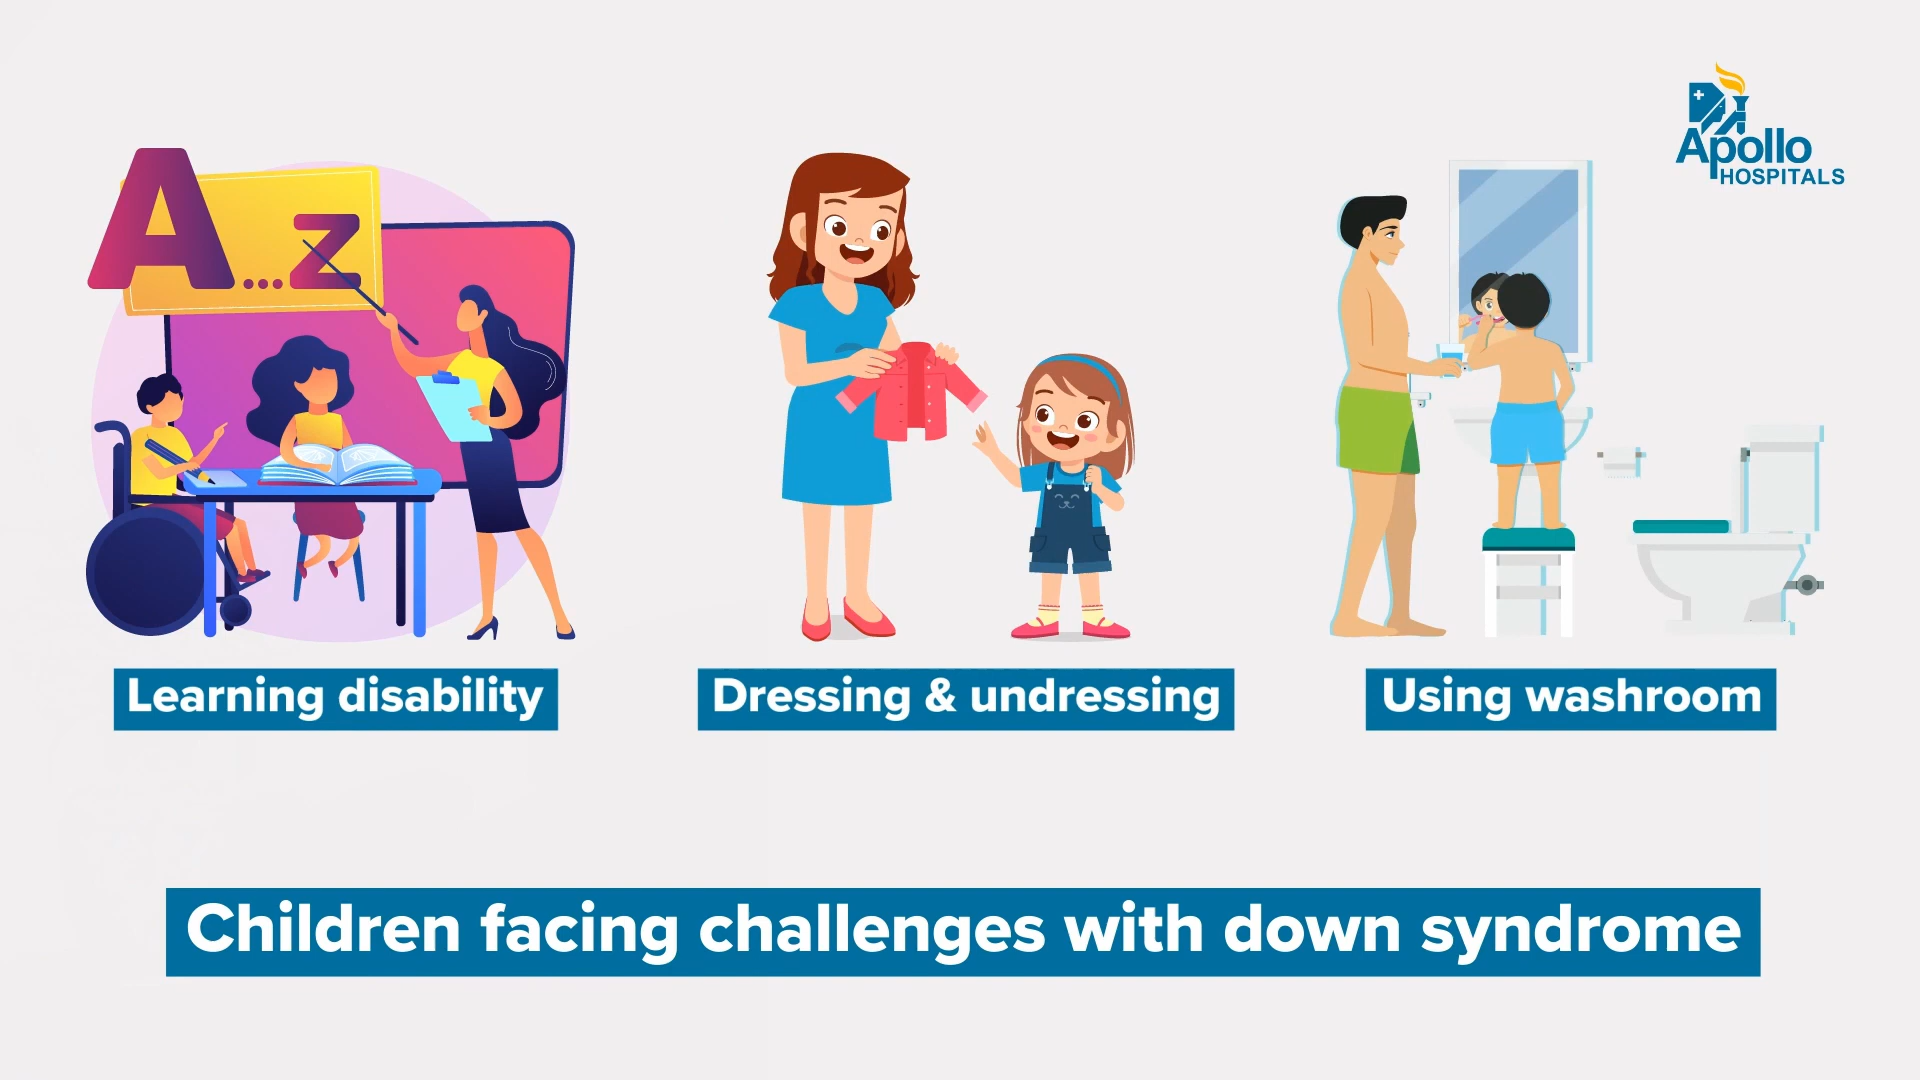 Apollo
HOSPITALS
A...Z
Learning disability
Dressing & undressing
Using washroom
Children facing challenges with down syndrome